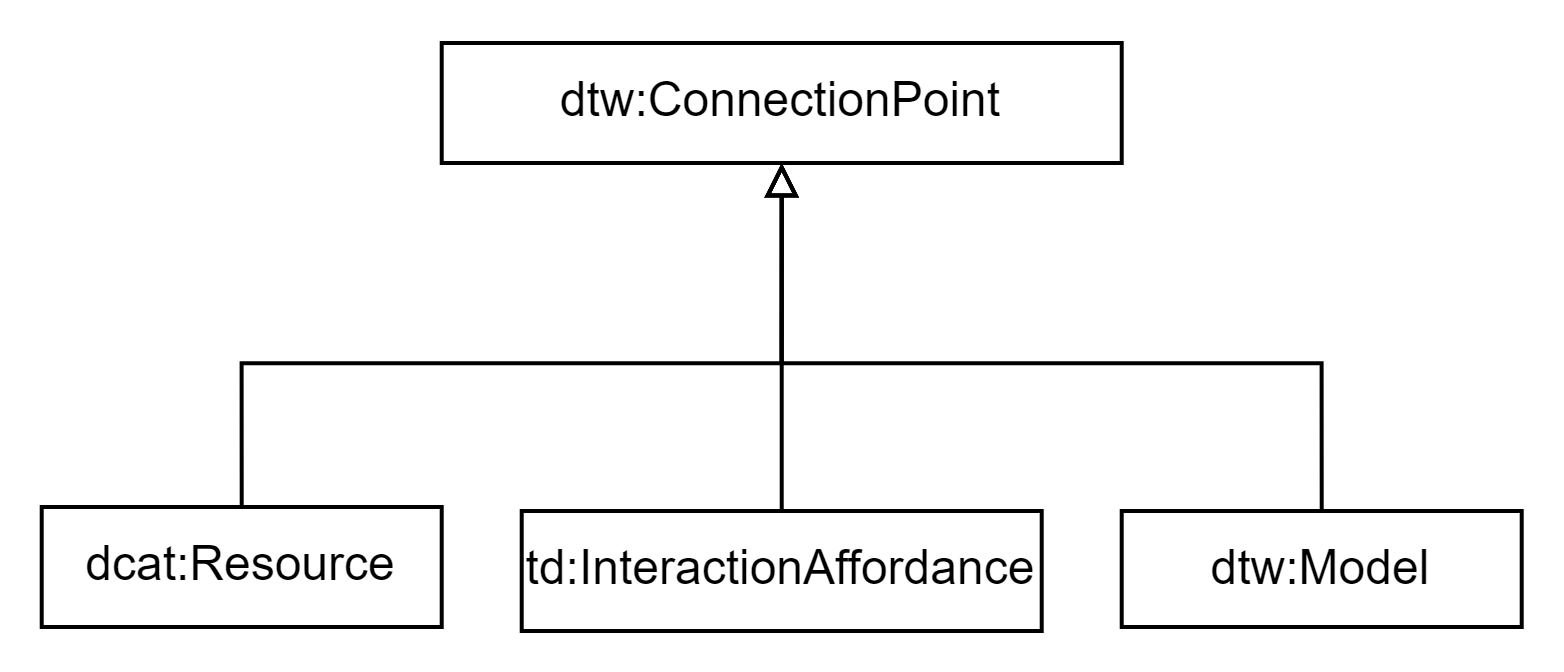 dtw:ConnectionPoint
dcat:Resource
td:InteractionAffordance
dtw:Model